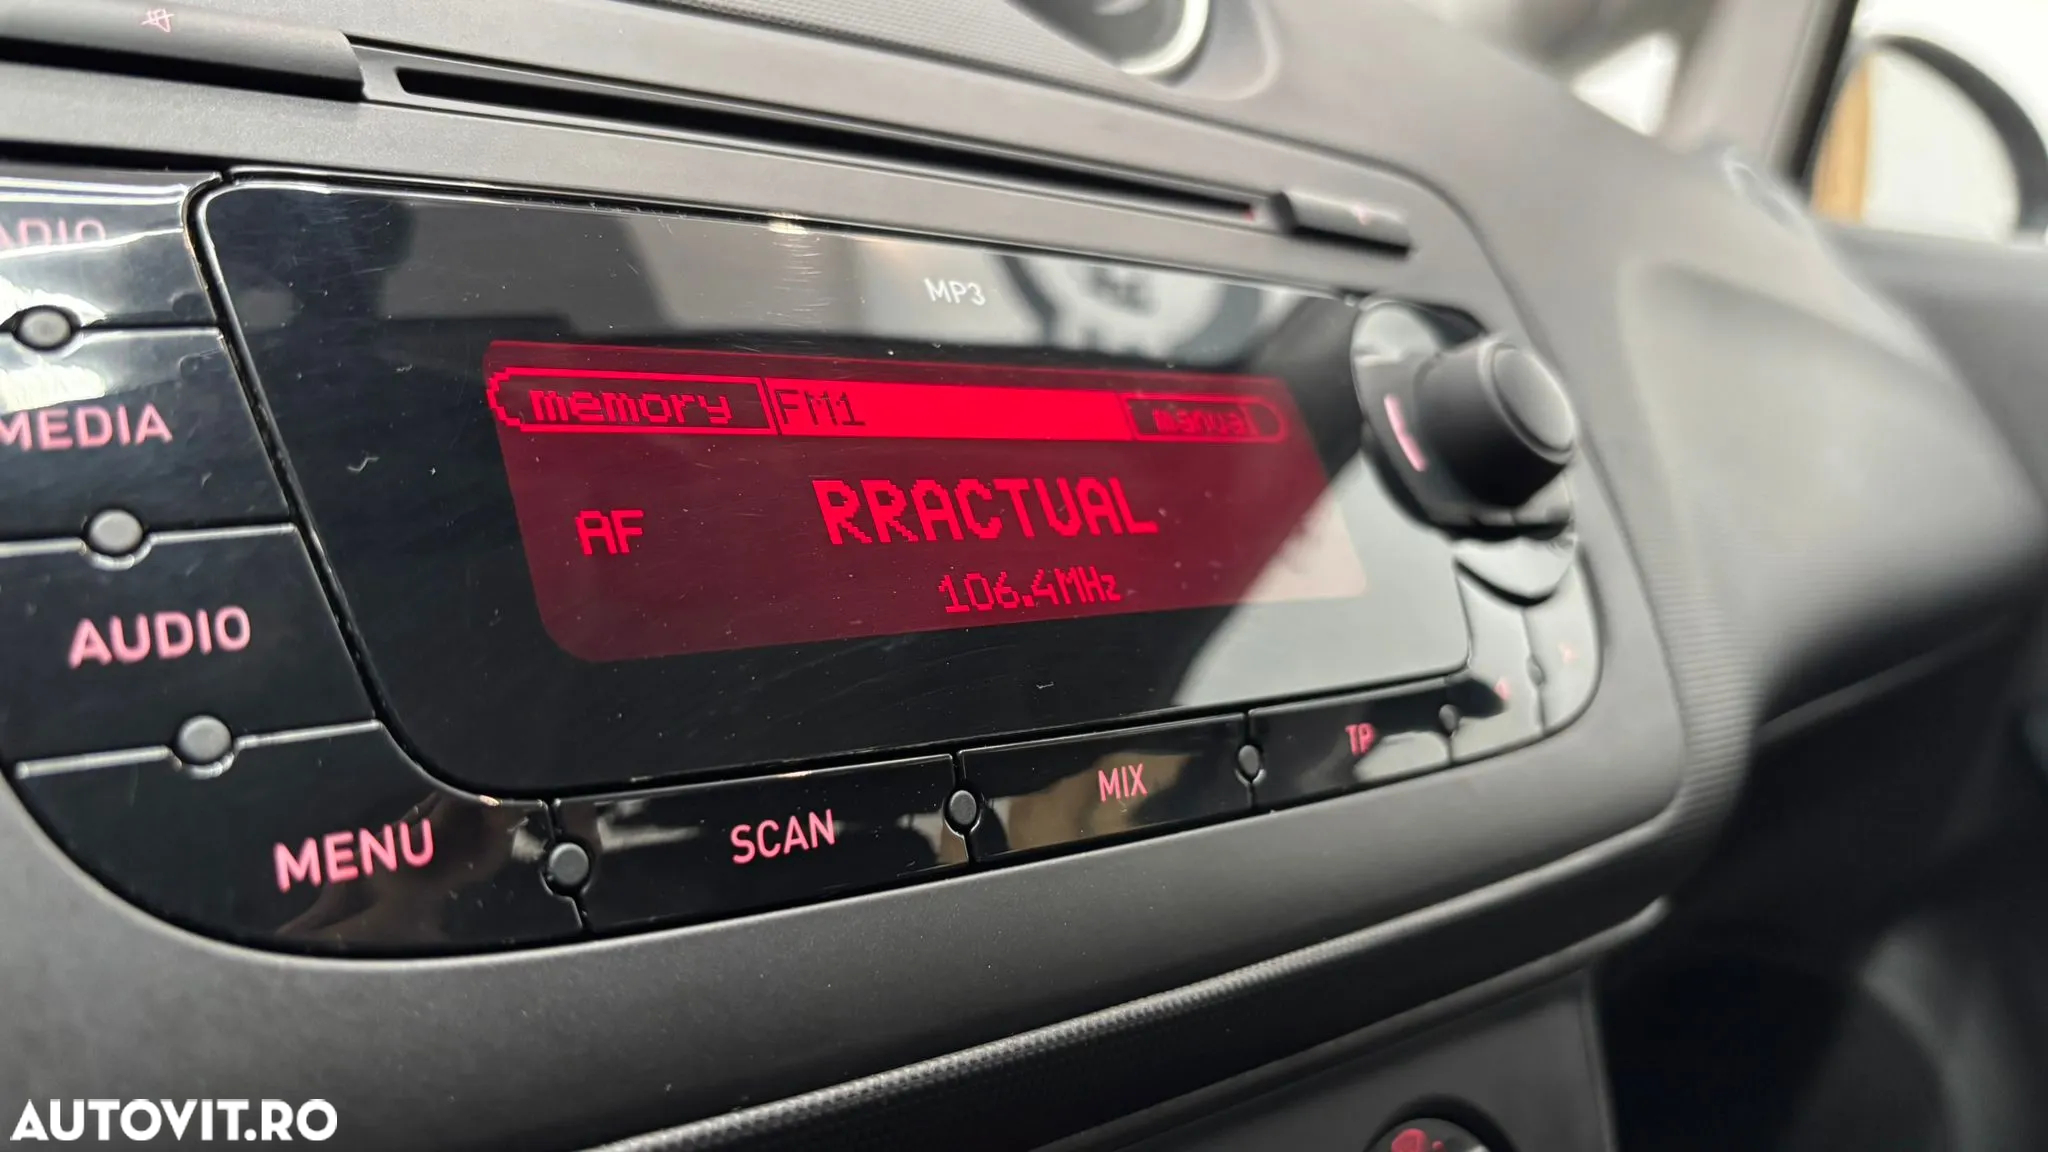 MP3
memory FM1 manual
AF RRACTUAL
106.4MHz
MEDIA
AUDIO
MENU
SCAN
MIX
TP
AUTOVIT.RO